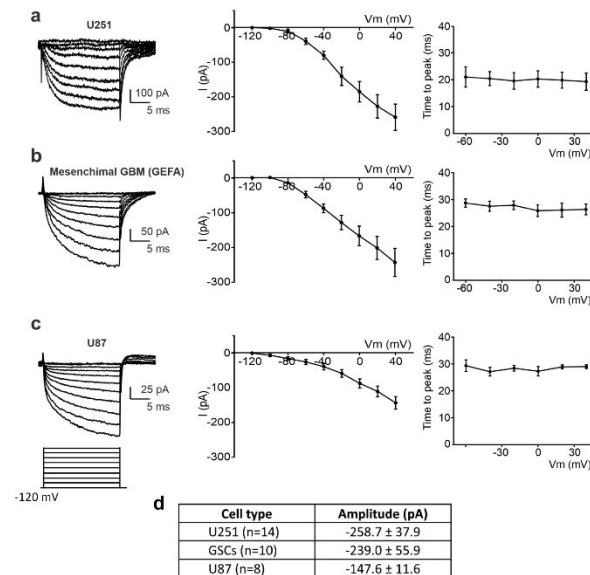 a
U251
100 pA
5 ms
Vm (mV)
-120 -80 -40 0 40
0
-100
-200
-300
I (pA)
Time to peak (ms)
40
30
20
10
0
-60 -30 0 30
Vm (mV)
b
Mesenchimal GBM (GEFA)
50 pA
5 ms
Vm (mV)
-120 -80 -40 0 40
0
-100
-200
-300
I (pA)
Time to peak (ms)
40
30
20
10
0
-60 -30 0 30
Vm (mV)
c
U87
25 pA
5 ms
-120 mV
Vm (mV)
-120 -80 -40 0 40
0
-100
-200
-300
I (pA)
Time to peak (ms)
40
30
20
10
0
-60 -30 0 30
Vm (mV)
d
Cell type Amplitude (pA)
U251 (n=14) -258.7 ± 37.9
GSCs (n=10) -239.0 ± 55.9
U87 (n=8) -147.6 ± 11.6